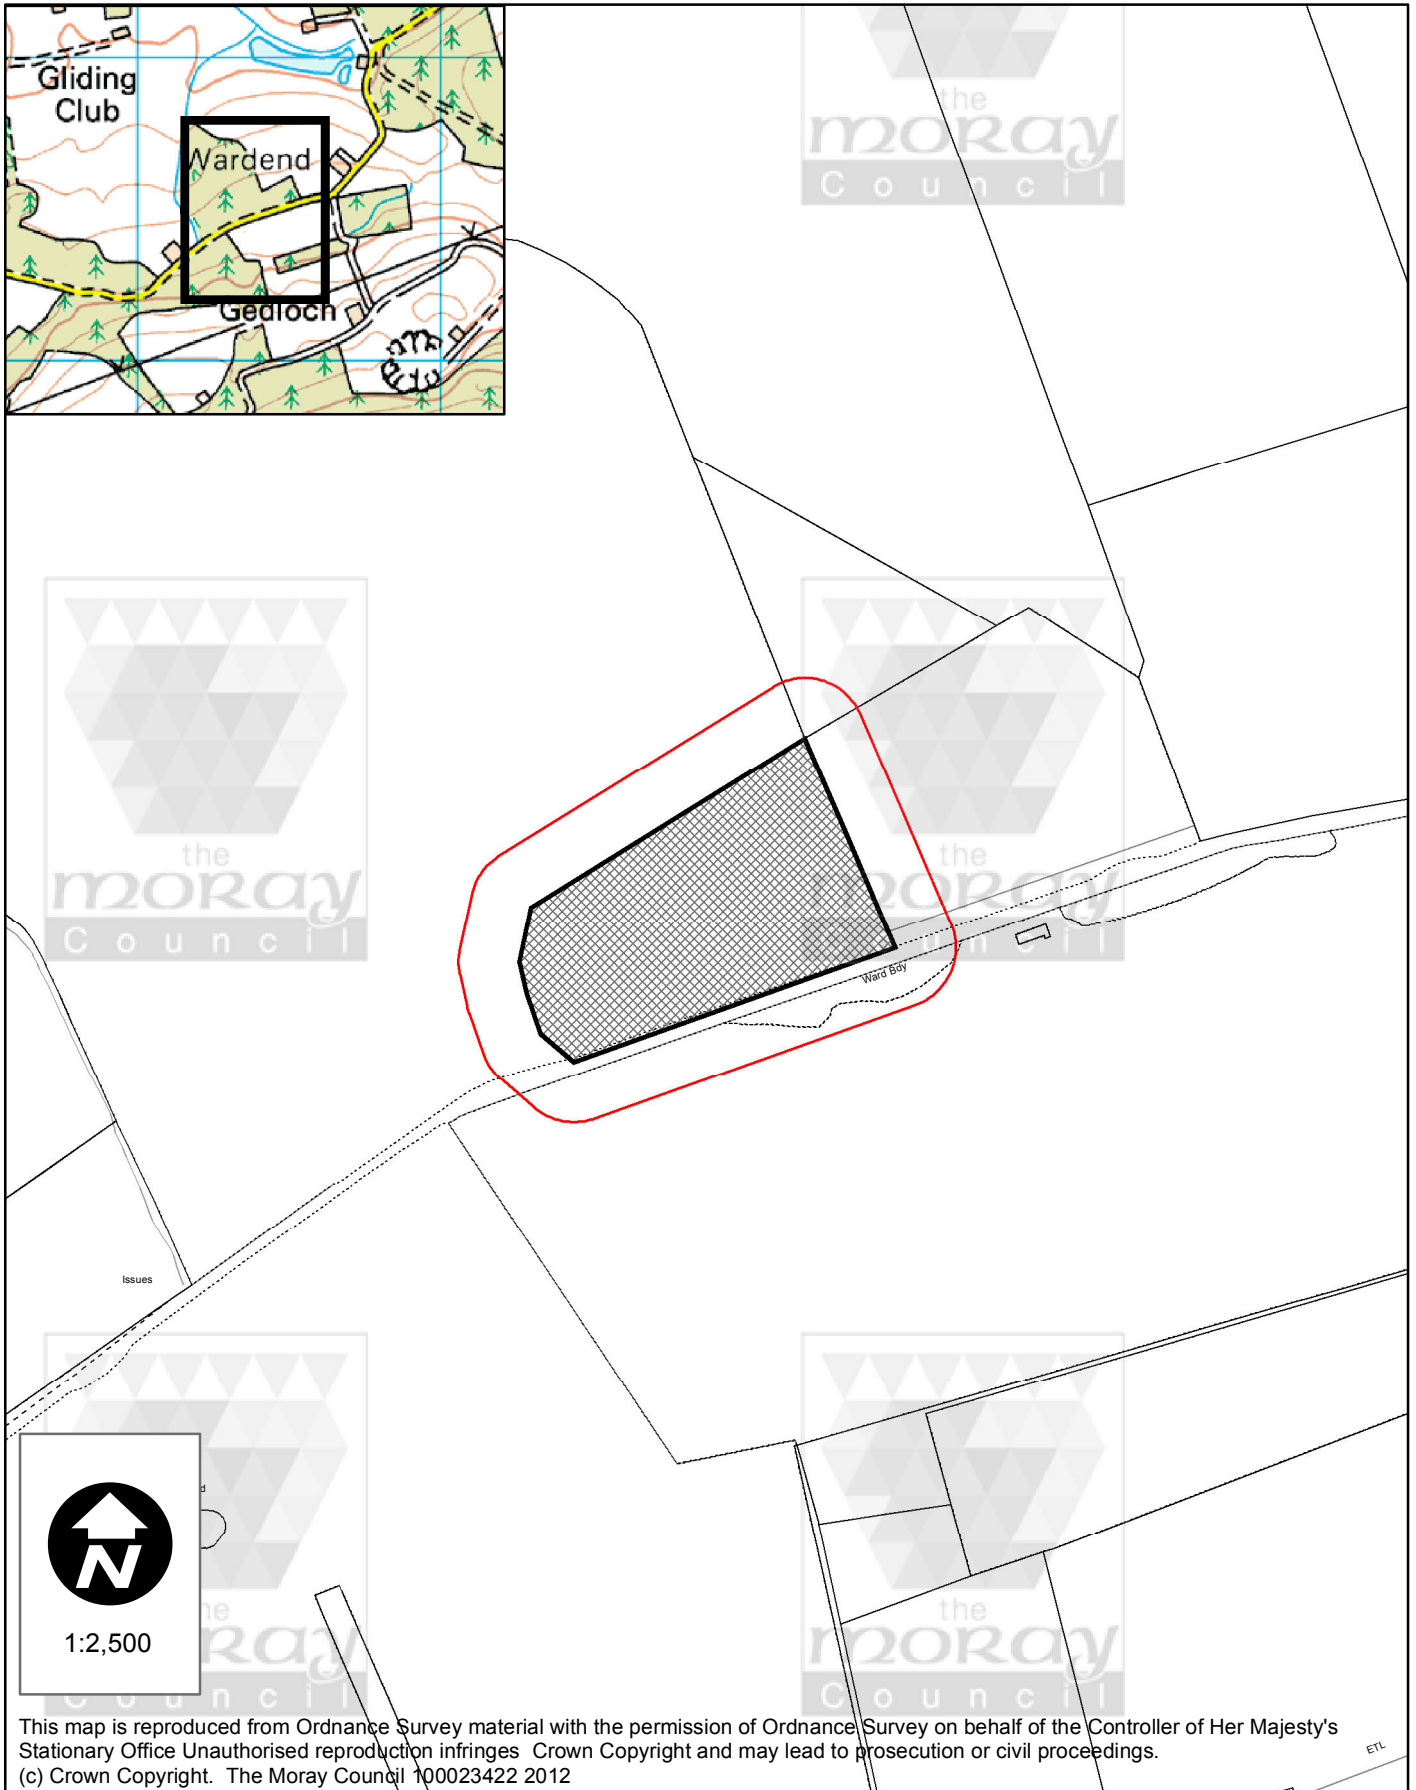 Gliding
Club
Wardend
Gedloch
the
moray
Council
the
moray
Council
the
moray
Council
Ward Bdy
Issues
the
moray
Council
N
1:2,500
This map is reproduced from Ordnance Survey material with the permission of Ordnance Survey on behalf of the Controller of Her Majesty's
Stationary Office Unauthorised reproduction infringes Crown Copyright and may lead to prosecution or civil proceedings.
(c) Crown Copyright. The Moray Council 100023422 2012
ETL